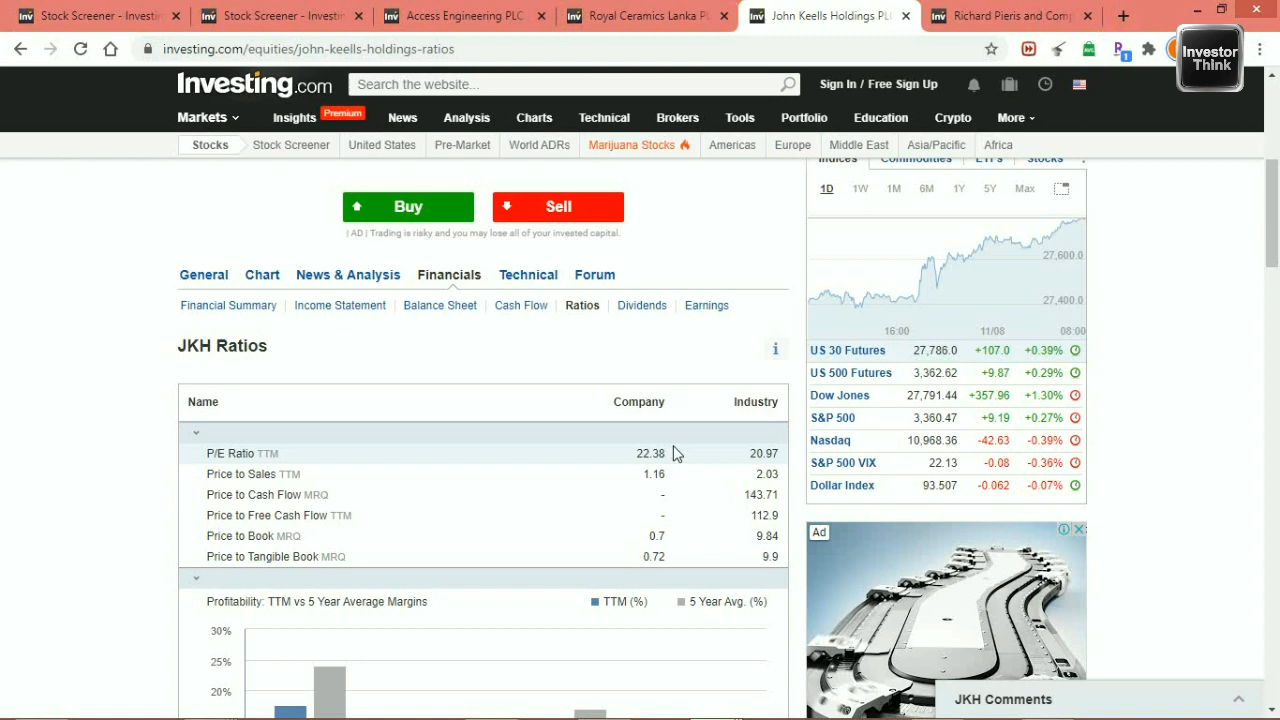 Stock Screener - Investin
Stock Screener - Investin
Access Engineering PLC
Royal Ceramics Lanka PL
John Keells Holdings PL
Richard Pieris and Comp
investing.com/equities/john-keells-holdings-ratios
Investor
Think
Investing.com
Search the website...
Sign In / Free Sign Up
Markets
Insights
Premium
News
Analysis
Charts
Technical
Brokers
Tools
Portfolio
Education
Crypto
More
Stocks
Stock Screener
United States
Pre-Market
World ADRs
Marijuana Stocks
Americas
Europe
Middle East
Asia/Pacific
Africa
Buy
Sell
[ AD ] Trading is risky and you may lose all of your invested capital.
General
Chart
News & Analysis
Financials
Technical
Forum
Financial Summary
Income Statement
Balance Sheet
Cash Flow
Ratios
Dividends
Earnings
JKH Ratios
Name Company Industry
P/E Ratio TTM 22.38 20.97
Price to Sales TTM 1.16 2.03
Price to Cash Flow MRQ - 143.71
Price to Free Cash Flow TTM - 112.9
Price to Book MRQ 0.7 9.84
Price to Tangible Book MRQ 0.72 9.9
Profitability: TTM vs 5 Year Average Margins TTM (%) 5 Year Avg. (%)
30%
25%
20%
Indices Commodities ETFs Stocks
1D 1W 1M 6M 1Y 5Y Max
27,600.0
27,400.0
16:00 11/08 08:00
US 30 Futures 27,786.0 +107.0 +0.39%
US 500 Futures 3,362.62 +9.87 +0.29%
Dow Jones 27,791.44 +357.96 +1.30%
S&P 500 3,360.47 +9.19 +0.27%
Nasdaq 10,968.36 -42.63 -0.39%
S&P 500 VIX 22.13 -0.08 -0.36%
Dollar Index 93.507 -0.062 -0.07%
Ad
JKH Comments